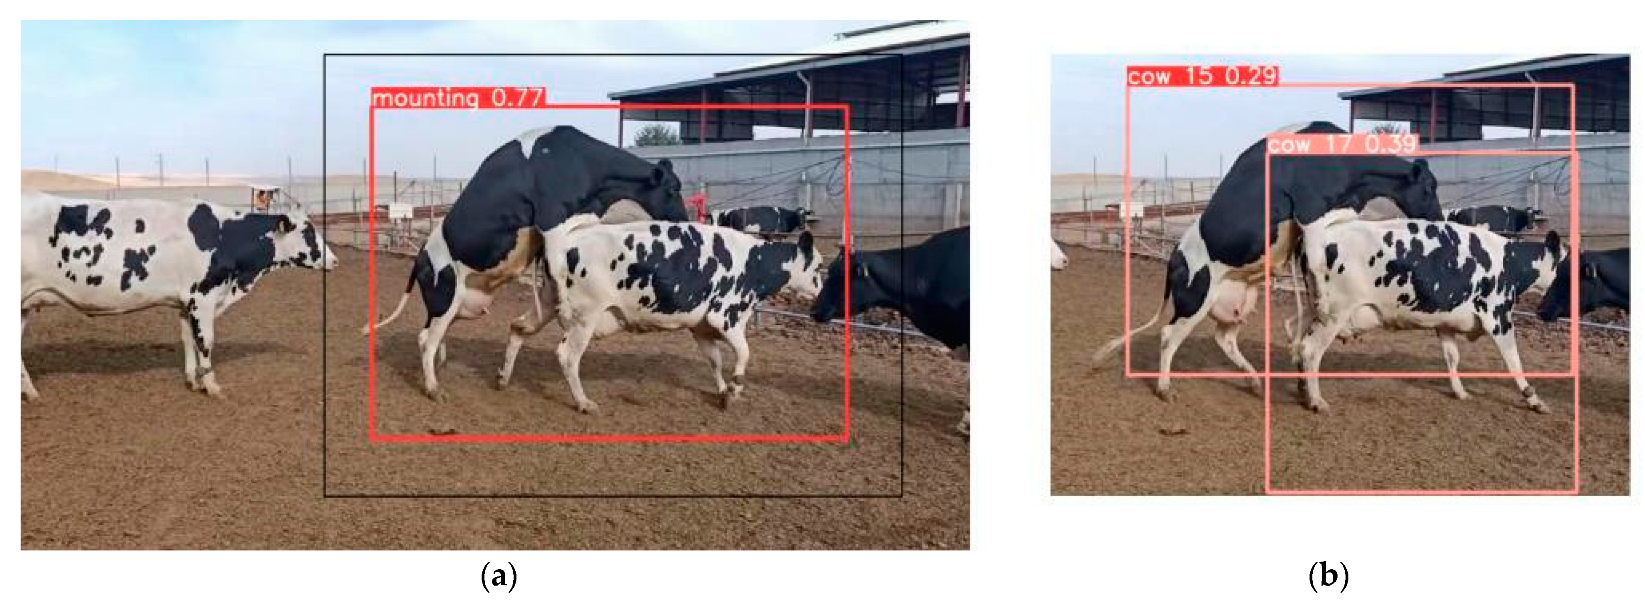 mounting 0.77
cow 15 0.29
cow 17 0.39
(a)
(b)